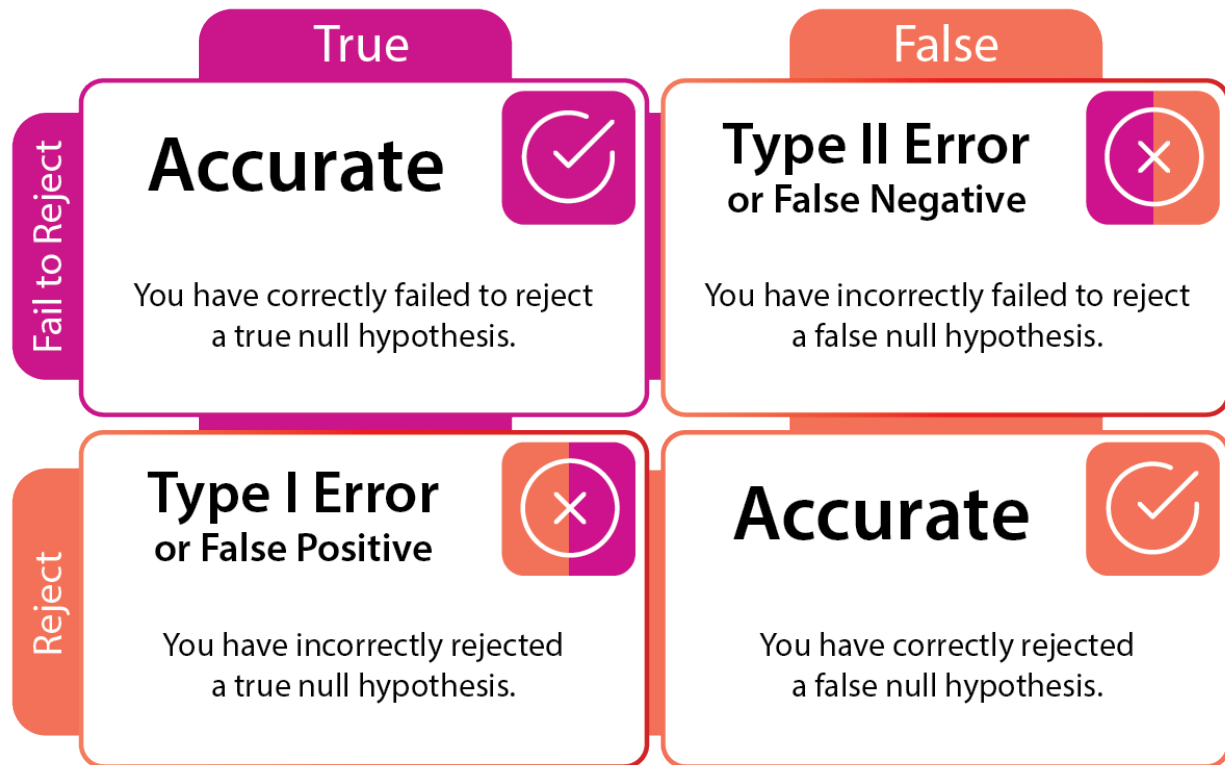 True
False
Fail to Reject
Accurate
You have correctly failed to reject
a true null hypothesis.
Type II Error
or False Negative
You have incorrectly failed to reject
a false null hypothesis.
Reject
Type I Error
or False Positive
You have incorrectly rejected
a true null hypothesis.
Accurate
You have correctly rejected
a false null hypothesis.